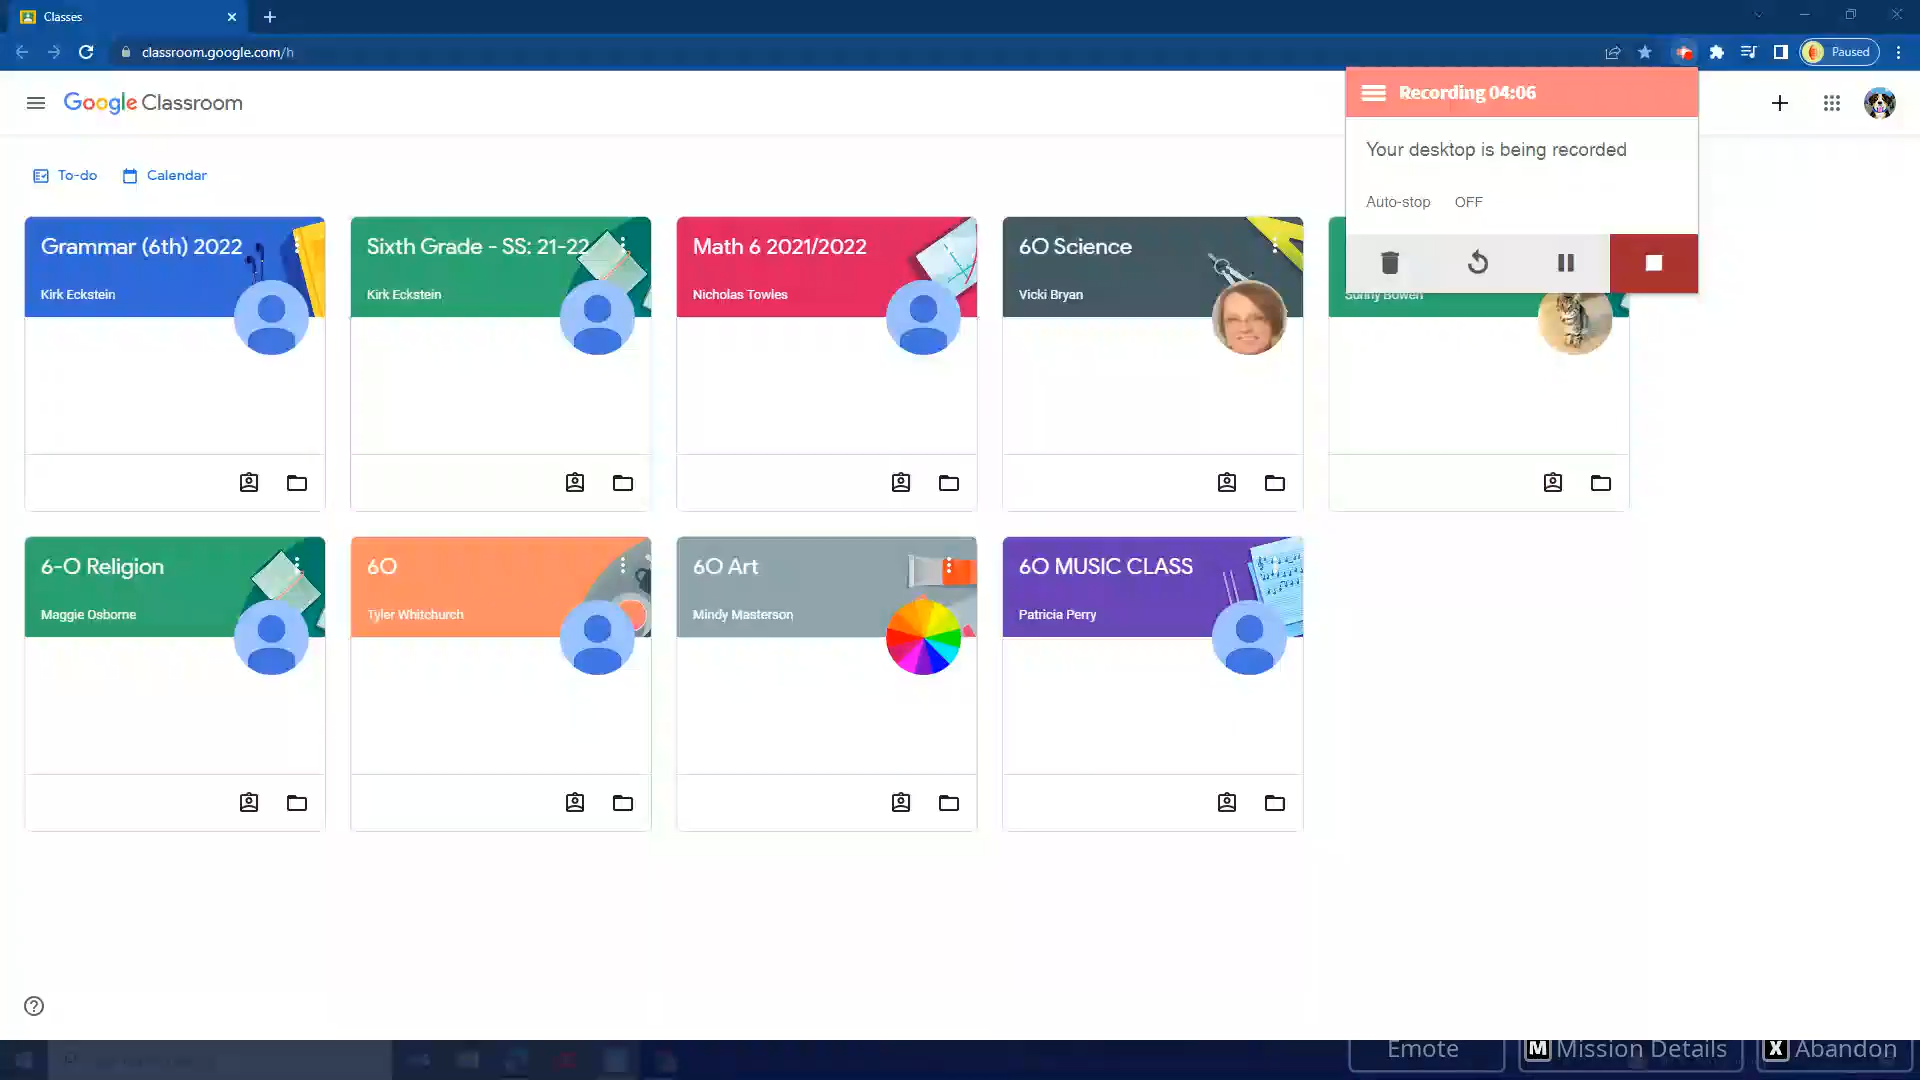 Classes
classroom.google.com/h
Paused
Google Classroom
Recording 04:06
Your desktop is being recorded
Auto-stop OFF
To-do
Calendar
Grammar (6th) 2022
Kirk Eckstein
Sixth Grade - SS: 21-22
Kirk Eckstein
Math 6 2021/2022
Nicholas Towles
6O Science
Vicki Bryan
Sunny Bowen
6-O Religion
Maggie Osborne
6O
Tyler Whitchurch
6O Art
Mindy Masterson
6O MUSIC CLASS
Patricia Perry
Emote
M Mission Details
X Abandon